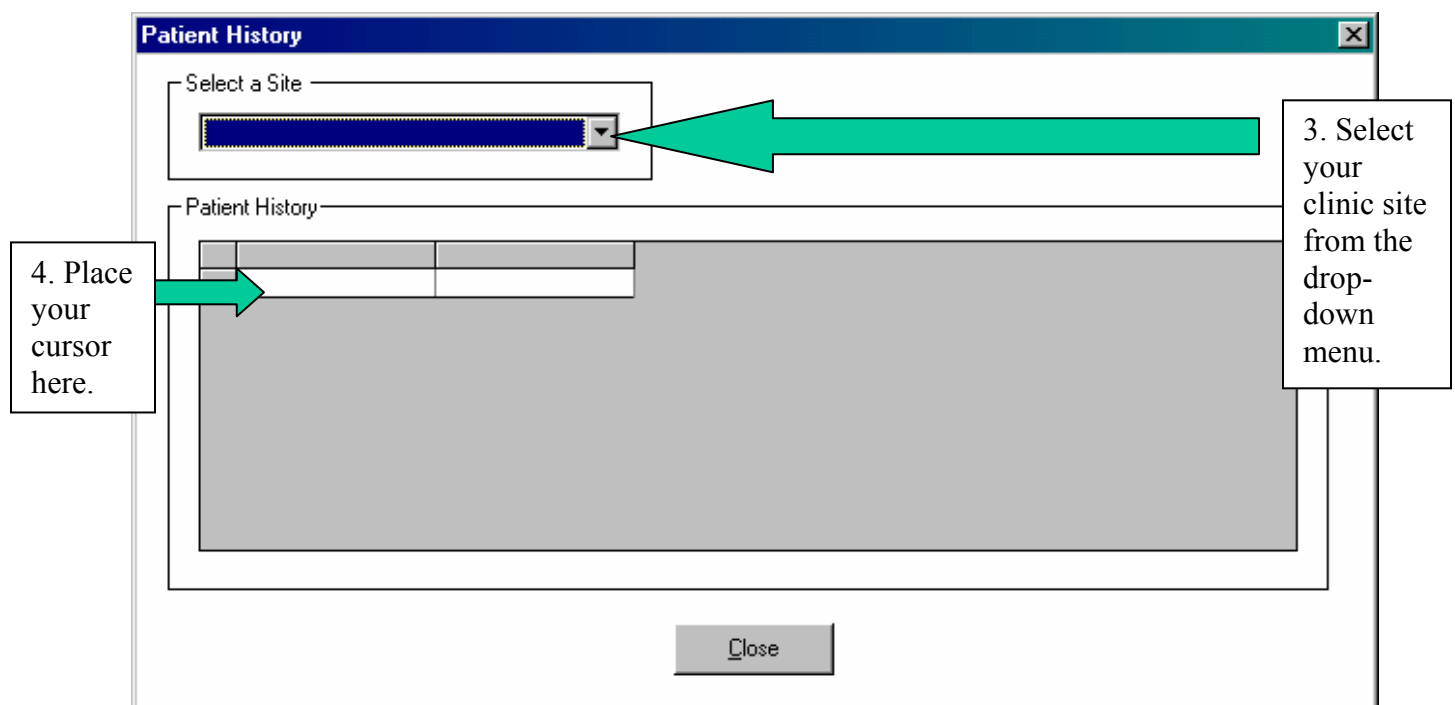 Patient History
Select a Site
3. Select
your
clinic site
from the
drop-
down
menu.
Patient History
4. Place
your
cursor
here.
Close